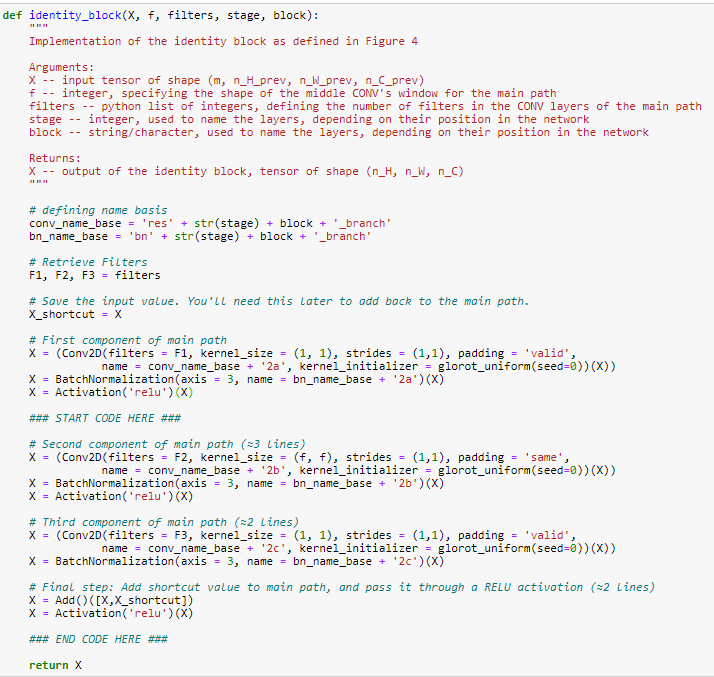 def identity_block(X, f, filters, stage, block):
    """
    Implementation of the identity block as defined in Figure 4

    Arguments:
    X -- input tensor of shape (m, n_H_prev, n_W_prev, n_C_prev)
    f -- integer, specifying the shape of the middle CONV's window for the main path
    filters -- python list of integers, defining the number of filters in the CONV layers of the main path
    stage -- integer, used to name the layers, depending on their position in the network
    block -- string/character, used to name the layers, depending on their position in the network

    Returns:
    X -- output of the identity block, tensor of shape (n_H, n_W, n_C)
    """

    # defining name basis
    conv_name_base = 'res' + str(stage) + block + '_branch'
    bn_name_base = 'bn' + str(stage) + block + '_branch'

    # Retrieve Filters
    F1, F2, F3 = filters

    # Save the input value. You'll need this later to add back to the main path.
    X_shortcut = X

    # First component of main path
    X = (Conv2D(filters = F1, kernel_size = (1, 1), strides = (1,1), padding = 'valid',
              name = conv_name_base + '2a', kernel_initializer = glorot_uniform(seed=0))(X))
    X = BatchNormalization(axis = 3, name = bn_name_base + '2a')(X)
    X = Activation('relu')(X)

    ### START CODE HERE ###

    # Second component of main path (≈3 lines)
    X = (Conv2D(filters = F2, kernel_size = (f, f), strides = (1,1), padding = 'same',
              name = conv_name_base + '2b', kernel_initializer = glorot_uniform(seed=0))(X))
    X = BatchNormalization(axis = 3, name = bn_name_base + '2b')(X)
    X = Activation('relu')(X)

    # Third component of main path (≈2 lines)
    X = (Conv2D(filters = F3, kernel_size = (1, 1), strides = (1,1), padding = 'valid',
              name = conv_name_base + '2c', kernel_initializer = glorot_uniform(seed=0))(X))
    X = BatchNormalization(axis = 3, name = bn_name_base + '2c')(X)

    # Final step: Add shortcut value to main path, and pass it through a RELU activation (≈2 lines)
    X = Add()([X,X_shortcut])
    X = Activation('relu')(X)

    ### END CODE HERE ###

    return X